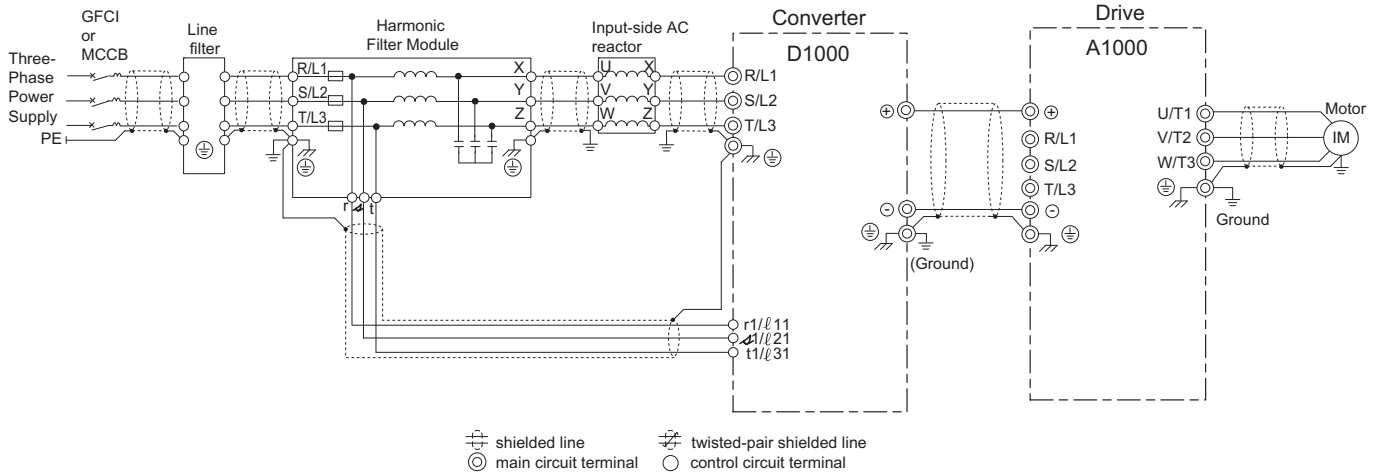 GFCI
or
MCCB
Line
filter
Harmonic
Filter Module
Input-side AC
reactor
Converter
D1000
Drive
A1000
Three-
Phase
Power
Supply
PE
R/L1
S/L2
T/L3
X
Y
Z
U X
V Y
W Z
R/L1
S/L2
T/L3
+
-
(Ground)
+
R/L1
S/L2
T/L3
-
U/T1
V/T2
W/T3
Motor
IM
Ground
r s t
r1/ℓ11
s1/ℓ21
t1/ℓ31
shielded line
twisted-pair shielded line
main circuit terminal
control circuit terminal